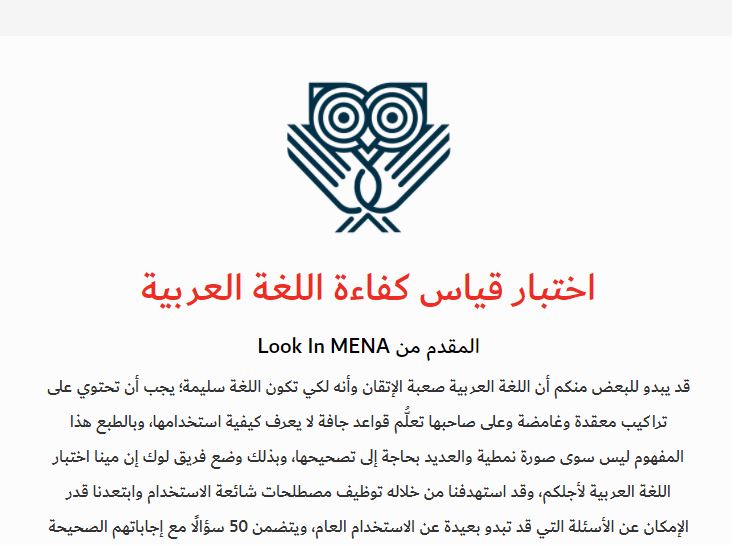 اختبار قياس كفاءة اللغة العربية
المقدم من Look In MENA
قد يبدو للبعض منكم أن اللغة العربية صعبة الإتقان وأنه لكي تكون اللغة سليمة؛ يجب أن تحتوي على
تراكيب معقدة وغامضة وعلى صاحبها تعلُّم قواعد جافة لا يعرف كيفية استخدامها، وبالطبع هذا
المفهوم ليس سوى صورة نمطية والعديد بحاجة إلى تصحيحها، وبذلك وضع فريق لوك إن مينا اختبار
اللغة العربية لأجلكم، وقد استهدفنا من خلاله توظيف مصطلحات شائعة الاستخدام وابتعدنا قدر
الإمكان عن الأسئلة التي قد تبدو بعيدة عن الاستخدام العام، ويتضمن 50 سؤالًا مع إجاباتهم الصحيحة